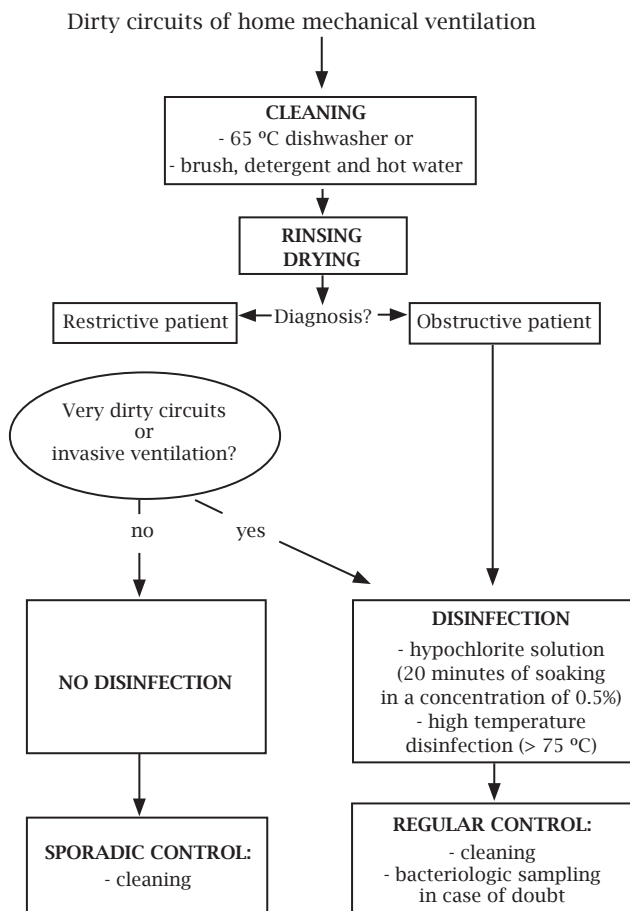 Dirty circuits of home mechanical ventilation
CLEANING
- 65 ºC dishwasher or
- brush, detergent and hot water
RINSING
DRYING
Restrictive patient
Diagnosis?
Obstructive patient
Very dirty circuits
or
invasive ventilation?
no
yes
NO DISINFECTION
DISINFECTION
- hypochlorite solution
(20 minutes of soaking
in a concentration of 0.5%)
- high temperature
disinfection (> 75 ºC)
SPORADIC CONTROL:
- cleaning
REGULAR CONTROL:
- cleaning
- bacteriologic sampling
in case of doubt